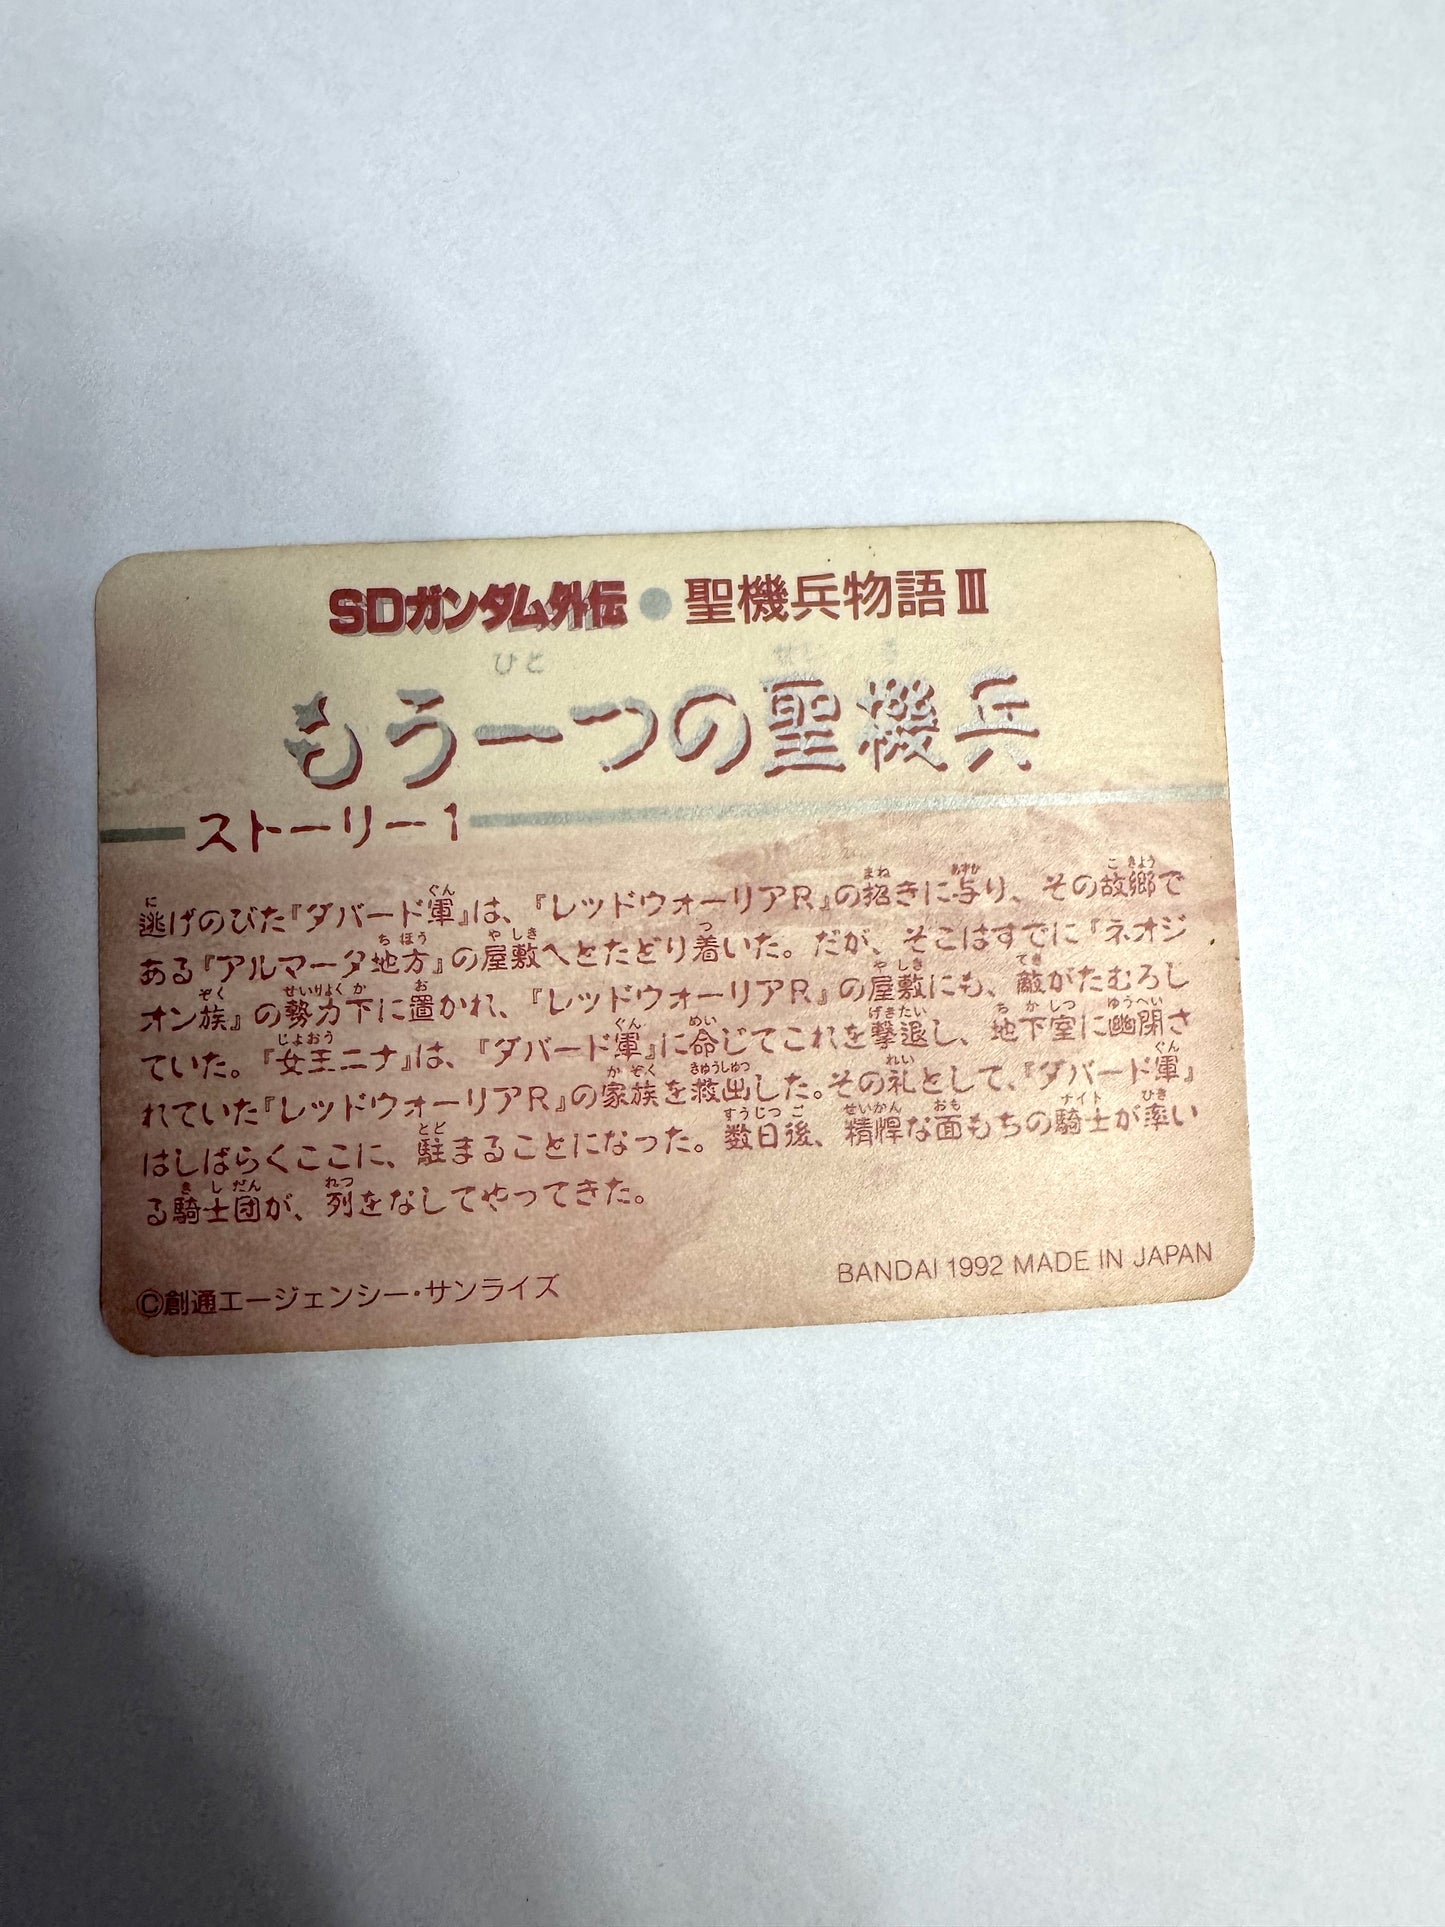 SDガンダム外伝●聖機兵物語Ⅲ
もう一つの聖機兵
ストーリー1
逃げのびた『ダバード軍』は、『レッドウォーリアR』の招きに与り、その故郷で
ある『アルマータ地方』の屋敷へとたどり着いた。だが、そこはすでに『ネオジ
オン族』の勢力下に置かれ、『レッドウォーリアR』の屋敷にも、敵がたむろし
ていた。『女王ニナ』は、『ダバード軍』に命じてこれを撃退し、地下室に幽閉さ
れていた『レッドウォーリアR』の家族を救出した。その礼として、『ダバード軍』
はしばらくここに、駐まることになった。数日後、精悍な面もちの騎士が率い
る騎士団が、列をなしてやってきた。
©創通エージェンシー・サンライズ
BANDAI 1992 MADE IN JAPAN